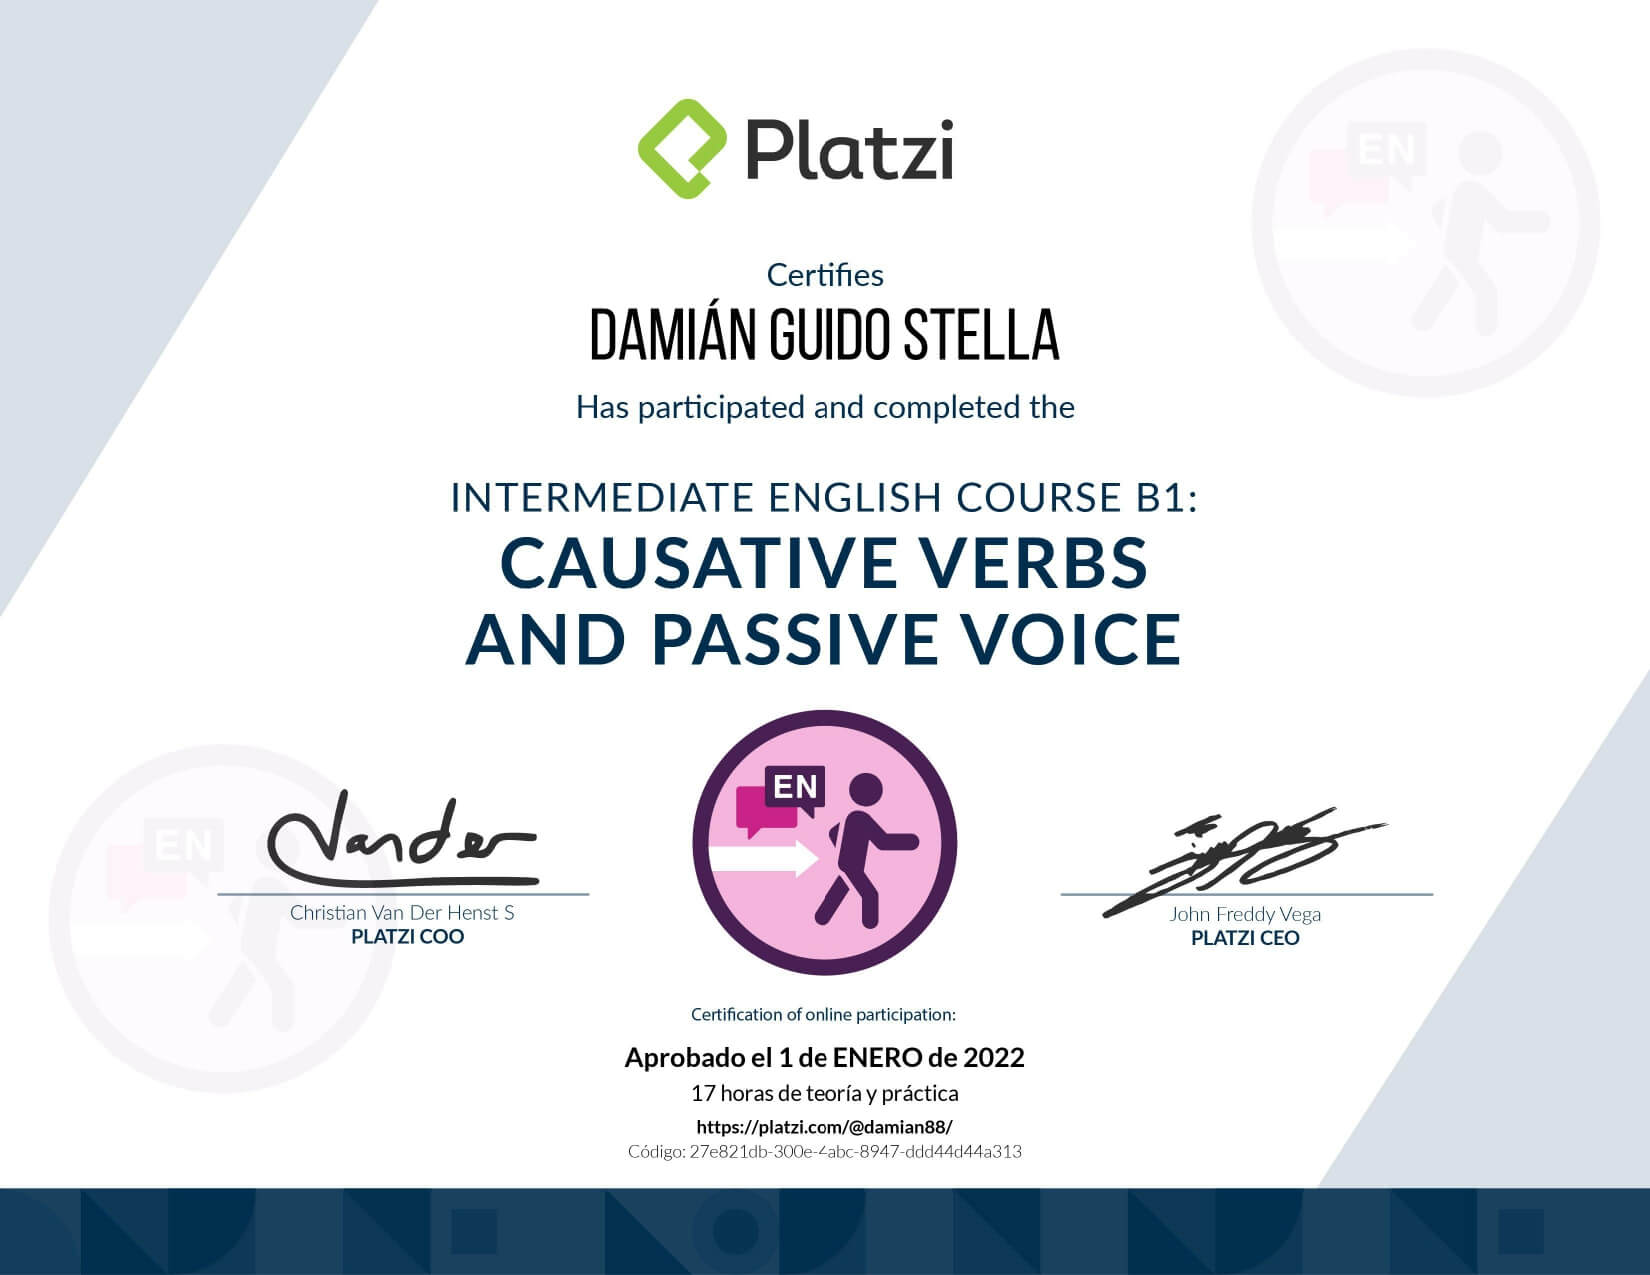 Platzi
Certifies
DAMIÁN GUIDO STELLA
Has participated and completed the
INTERMEDIATE ENGLISH COURSE B1:
CAUSATIVE VERBS
AND PASSIVE VOICE
EN
EN
EN
Vander
Christian Van Der Henst S
PLATZI COO
John Freddy Vega
PLATZI CEO
Certification of online participation:
Aprobado el 1 de ENERO de 2022
17 horas de teoría y práctica
https://platzi.com/@damian88/
Código: 27e821db-300e-4abc-8947-ddd44d44a313